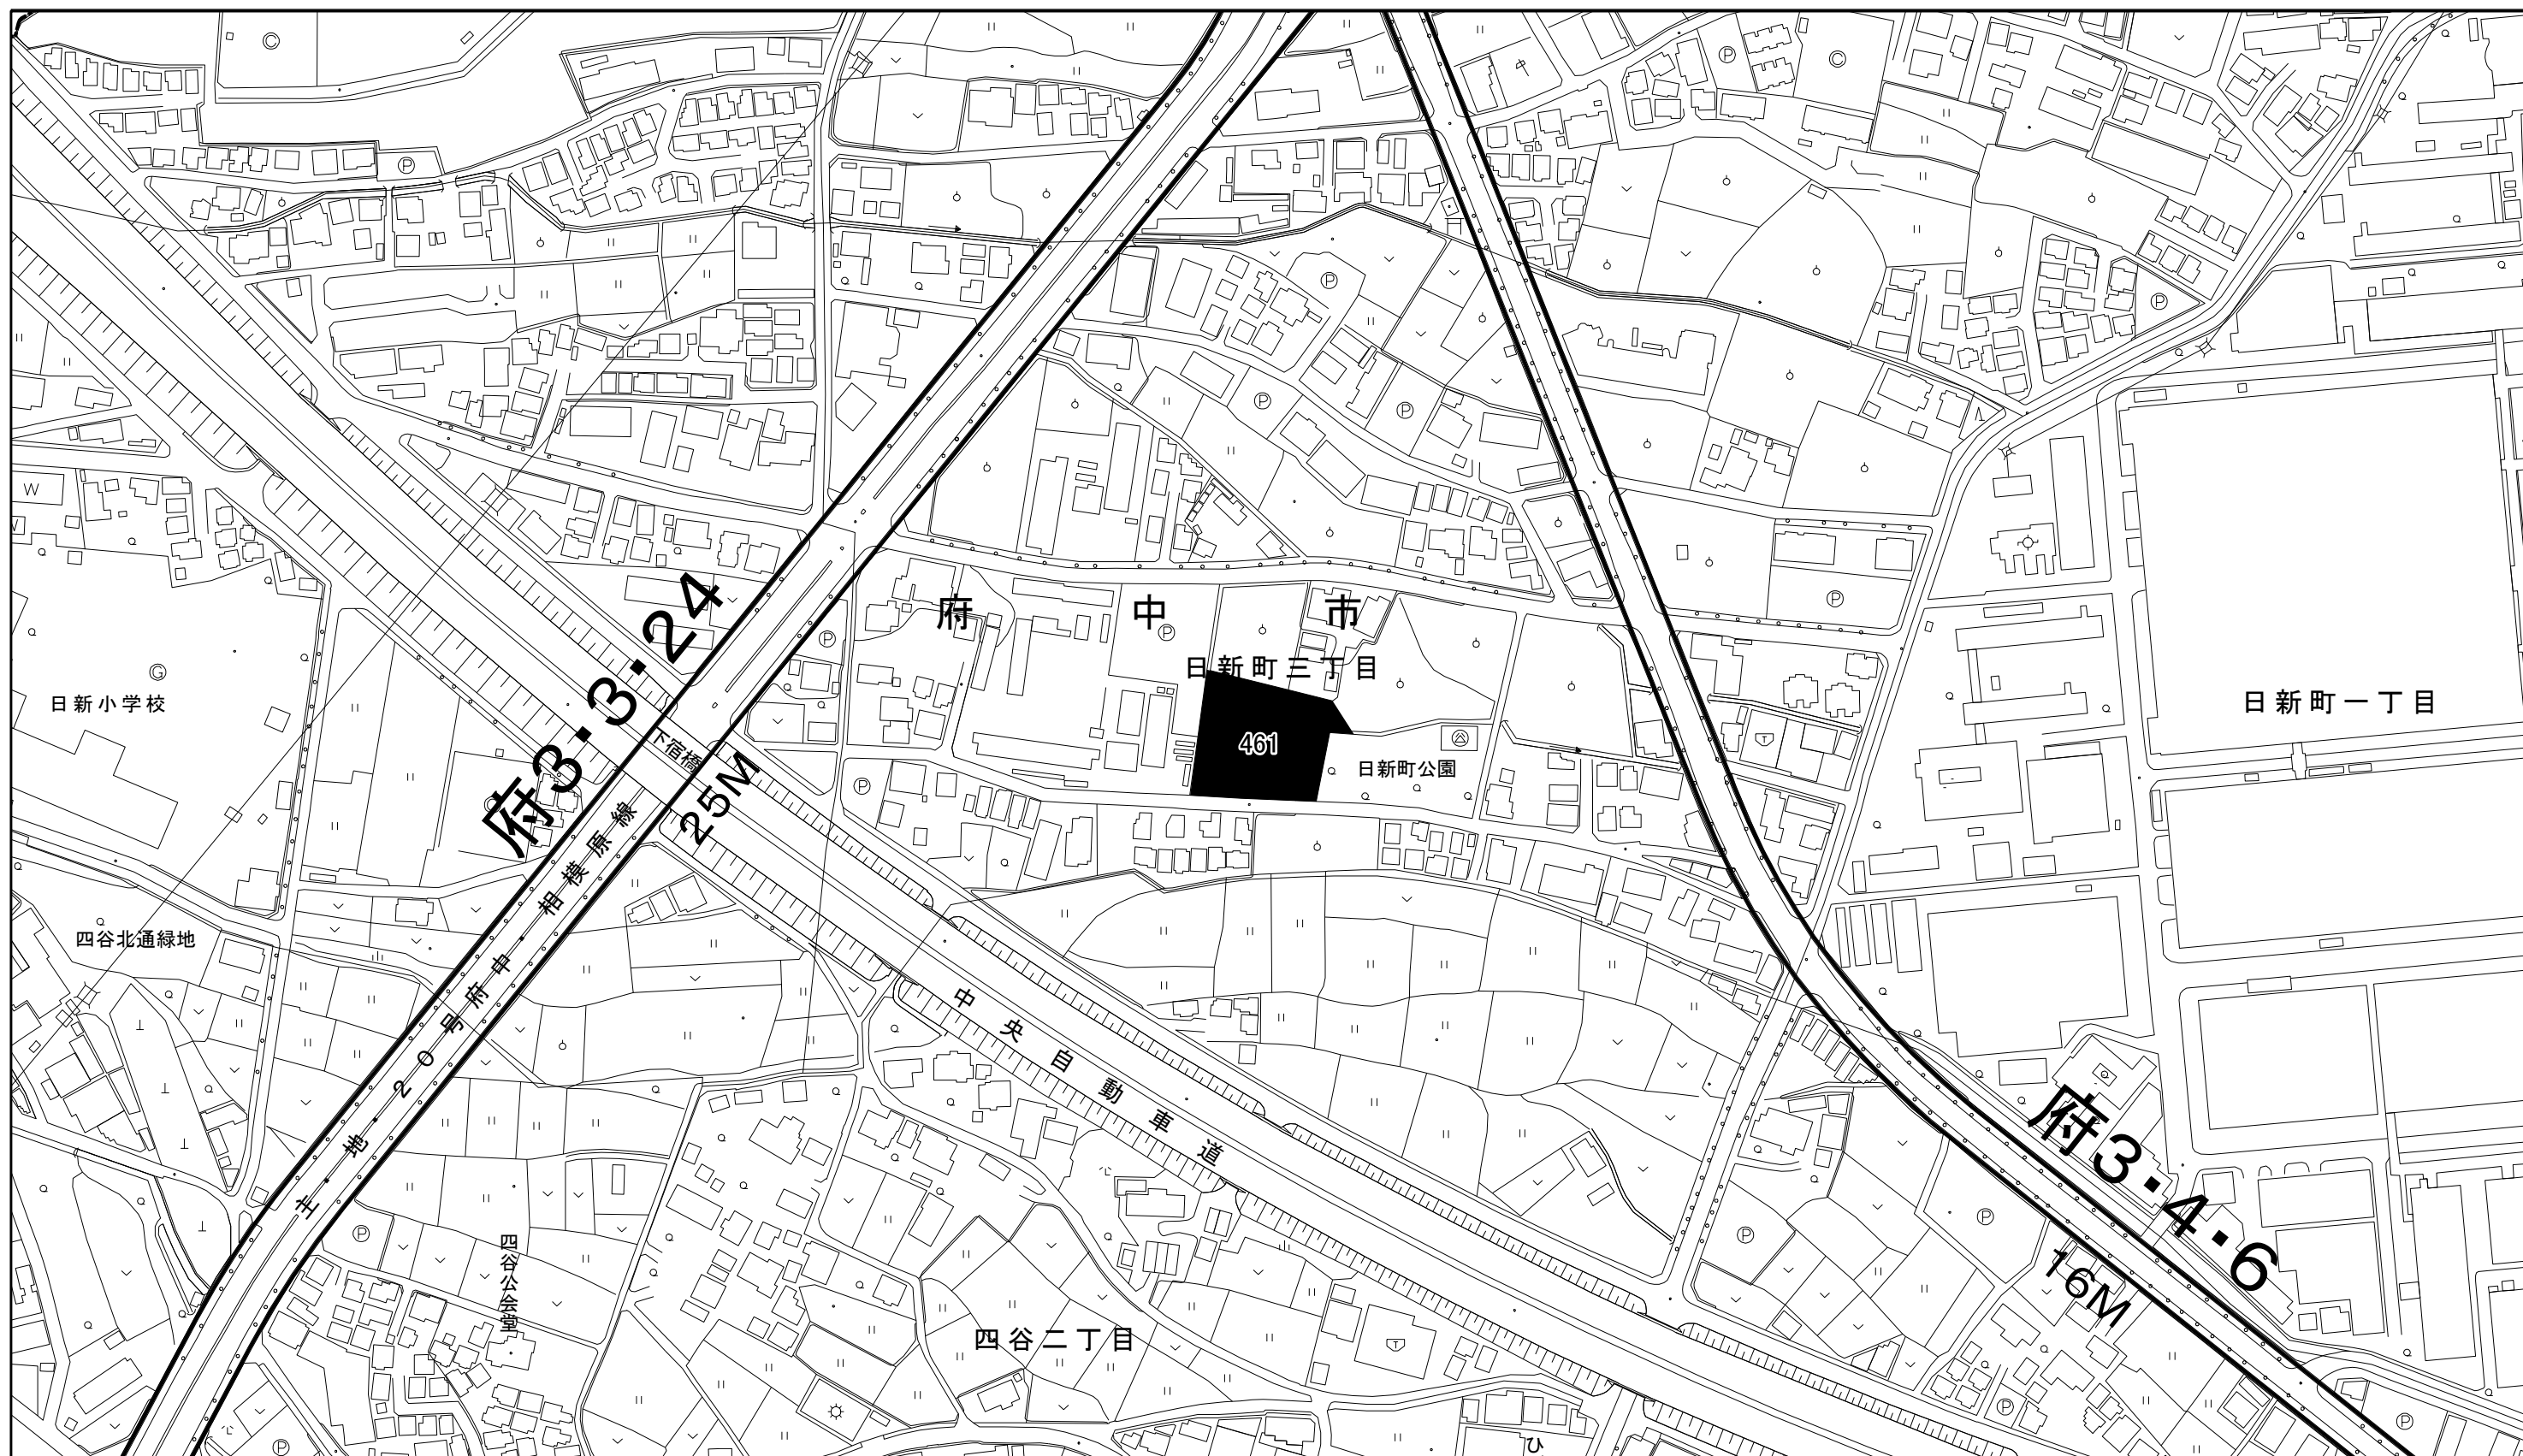 府中市
日新町三丁目
461
日新町公園
日新町一丁目
日新小学校
府3・3・24
25M
下宿橋
主・地・20号府中・相模原線
四谷北通緑地
中央自動車道
府3・4・6
16M
四谷公会堂
四谷二丁目
ひ